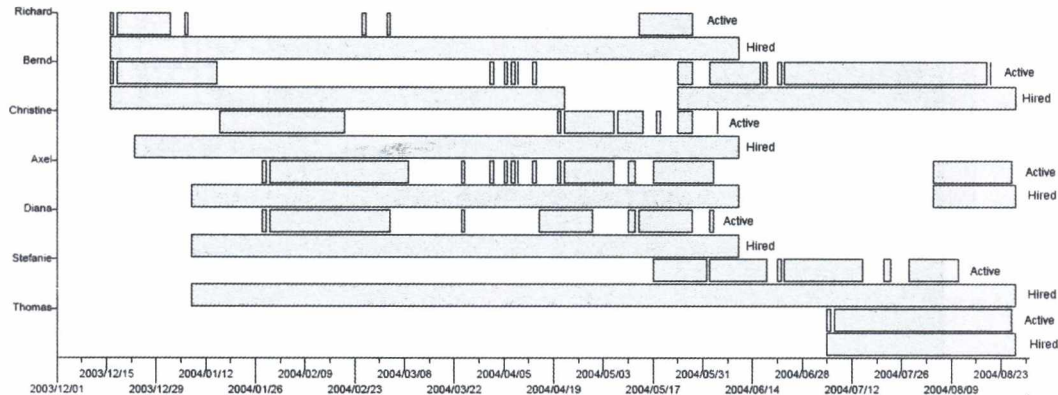 Richard
Active
Hired
Bernd
Active
Hired
Christine
Active
Hired
Axel
Active
Hired
Diana
Active
Hired
Stefanie
Active
Hired
Thomas
Active
Hired
2003/12/15 2004/01/12 2004/02/09 2004/03/08 2004/04/05 2004/05/03 2004/05/31 2004/06/28 2004/07/26 2004/08/23
2003/12/01 2003/12/29 2004/01/26 2004/02/23 2004/03/22 2004/04/19 2004/05/17 2004/06/14 2004/07/12 2004/08/09